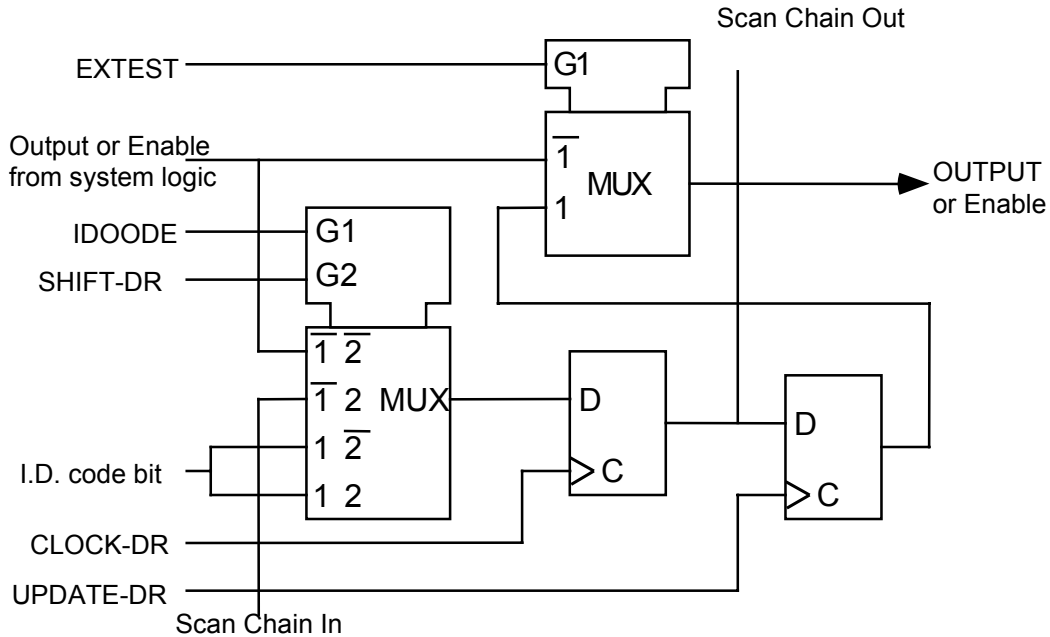 Scan Chain Out
EXTEST
G1
Output or Enable
from system logic
1̅
MUX
1
OUTPUT
or Enable
IDOODE
G1
SHIFT-DR
G2
1̅ 2̅
1̅ 2 MUX
1 2̅
1 2
D
C
D
C
I.D. code bit
CLOCK-DR
UPDATE-DR
Scan Chain In